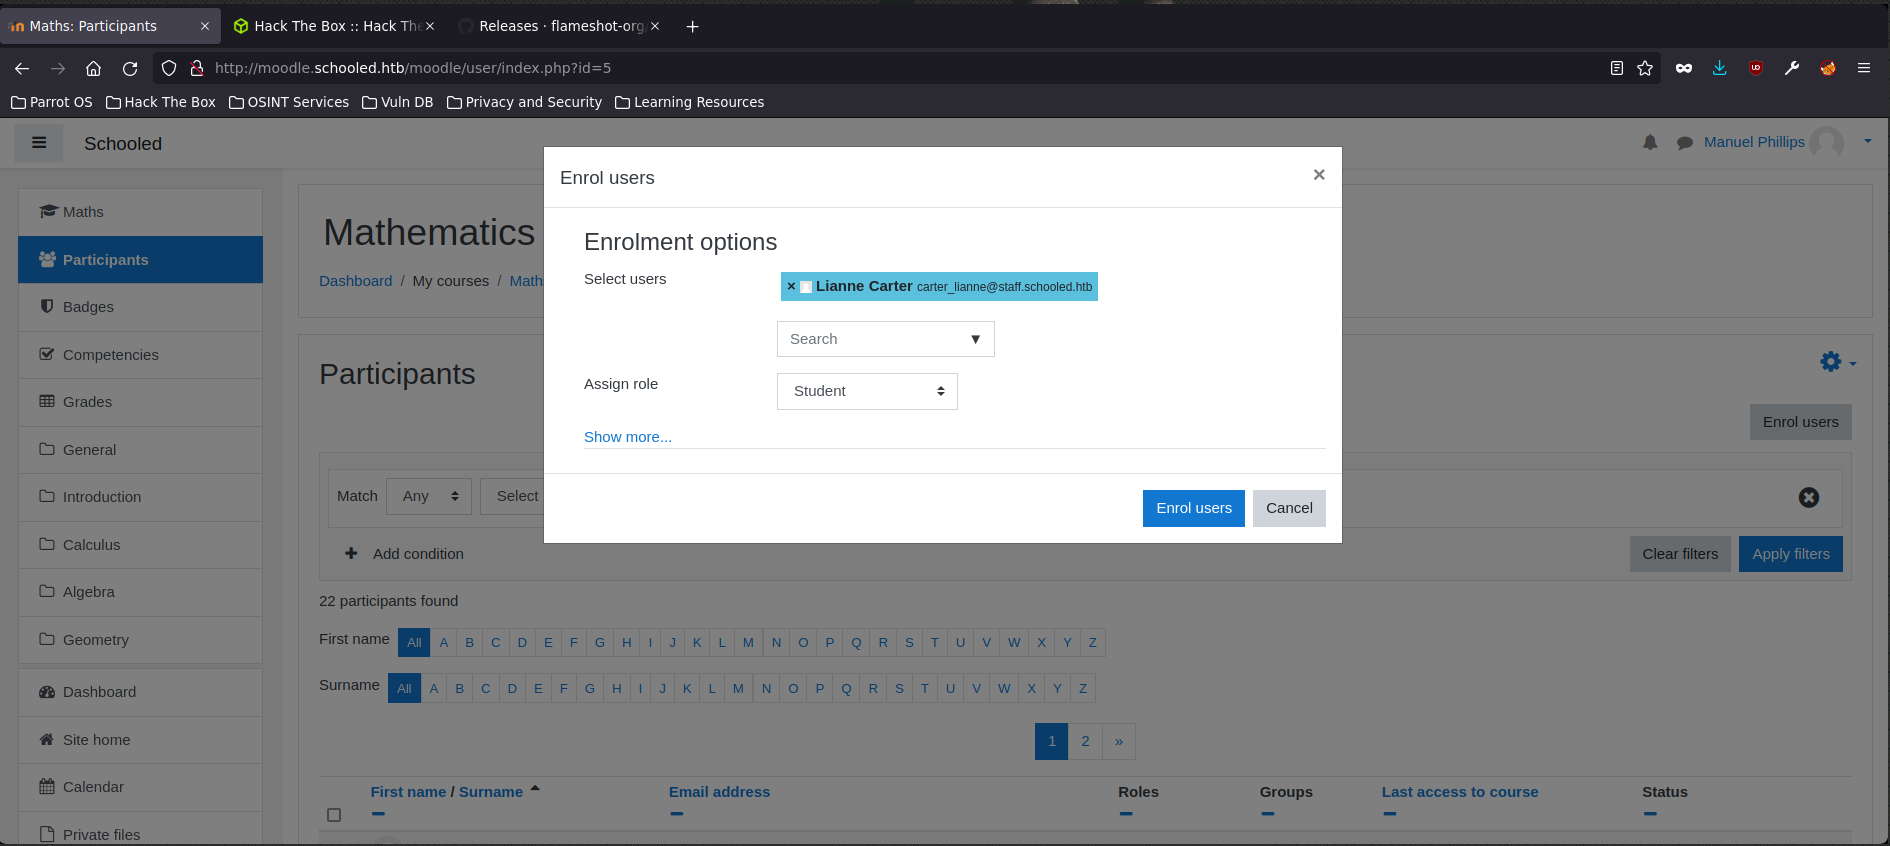 Maths: Participants
Hack The Box :: Hack The
Releases · flameshot-org
http://moodle.schooled.htb/moodle/user/index.php?id=5
Parrot OS Hack The Box OSINT Services Vuln DB Privacy and Security Learning Resources
Schooled
Manuel Phillips
Maths
Participants
Badges
Competencies
Grades
General
Introduction
Calculus
Algebra
Geometry
Dashboard
Site home
Calendar
Private files
Mathematics
Dashboard / My courses / Math
Enrol users
×
Enrolment options
Select users
× Lianne Carter carter_lianne@staff.schooled.htb
Search ▼
Assign role
Student
Show more...
Enrol users Cancel
Participants
Enrol users
Match Any Select
Add condition
Clear filters Apply filters
22 participants found
First name All A B C D E F G H I J K L M N O P Q R S T U V W X Y Z
Surname All A B C D E F G H I J K L M N O P Q R S T U V W X Y Z
1 2 »
First name / Surname Email address Roles Groups Last access to course Status